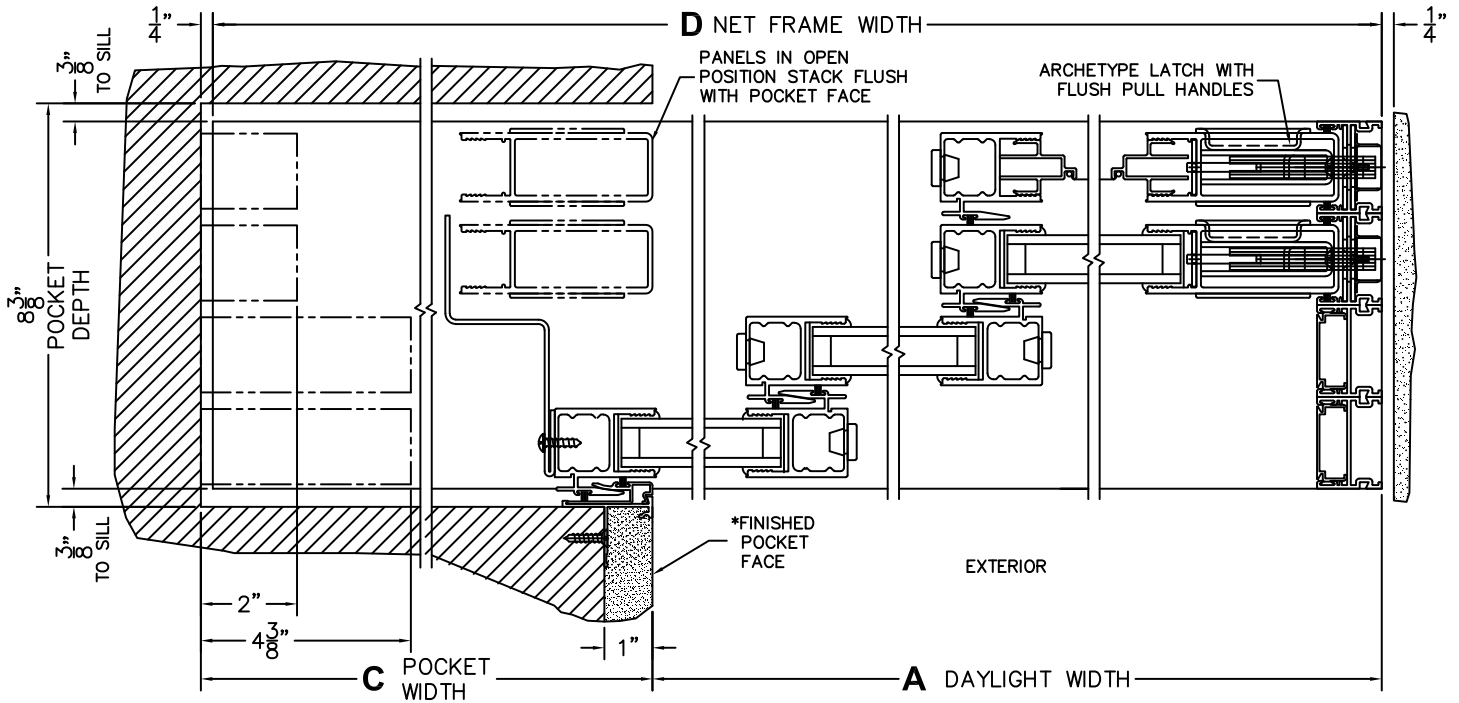 1/4"
D NET FRAME WIDTH
1/4"
3/8"
TO SILL
PANELS IN OPEN
POSITION STACK FLUSH
WITH POCKET FACE
ARCHETYPE LATCH WITH
FLUSH PULL HANDLES
8 3/8"
POCKET
DEPTH
3/8"
TO SILL
*FINISHED
POCKET
FACE
EXTERIOR
2"
4 3/8"
1"
C POCKET
WIDTH
A DAYLIGHT WIDTH